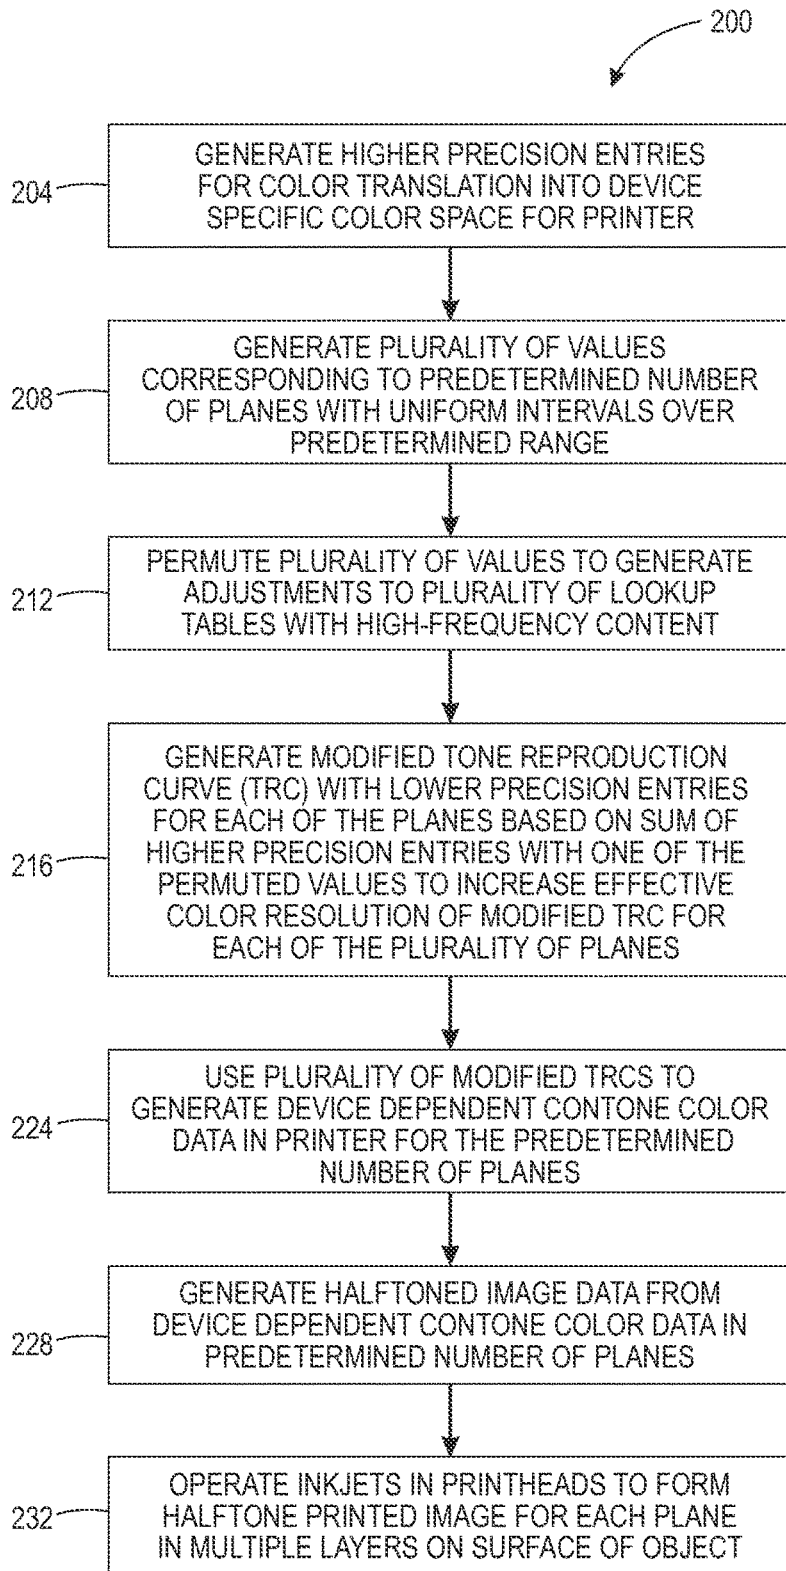 200
204
GENERATE HIGHER PRECISION ENTRIES
FOR COLOR TRANSLATION INTO DEVICE
SPECIFIC COLOR SPACE FOR PRINTER
208
GENERATE PLURALITY OF VALUES
CORRESPONDING TO PREDETERMINED NUMBER
OF PLANES WITH UNIFORM INTERVALS OVER
PREDETERMINED RANGE
212
PERMUTE PLURALITY OF VALUES TO GENERATE
ADJUSTMENTS TO PLURALITY OF LOOKUP
TABLES WITH HIGH-FREQUENCY CONTENT
216
GENERATE MODIFIED TONE REPRODUCTION
CURVE (TRC) WITH LOWER PRECISION ENTRIES
FOR EACH OF THE PLANES BASED ON SUM OF
HIGHER PRECISION ENTRIES WITH ONE OF THE
PERMUTED VALUES TO INCREASE EFFECTIVE
COLOR RESOLUTION OF MODIFIED TRC FOR
EACH OF THE PLURALITY OF PLANES
224
USE PLURALITY OF MODIFIED TRCS TO
GENERATE DEVICE DEPENDENT CONTONE COLOR
DATA IN PRINTER FOR THE PREDETERMINED
NUMBER OF PLANES
228
GENERATE HALFTONED IMAGE DATA FROM
DEVICE DEPENDENT CONTONE COLOR DATA IN
PREDETERMINED NUMBER OF PLANES
232
OPERATE INKJETS IN PRINTHEADS TO FORM
HALFTONE PRINTED IMAGE FOR EACH PLANE
IN MULTIPLE LAYERS ON SURFACE OF OBJECT